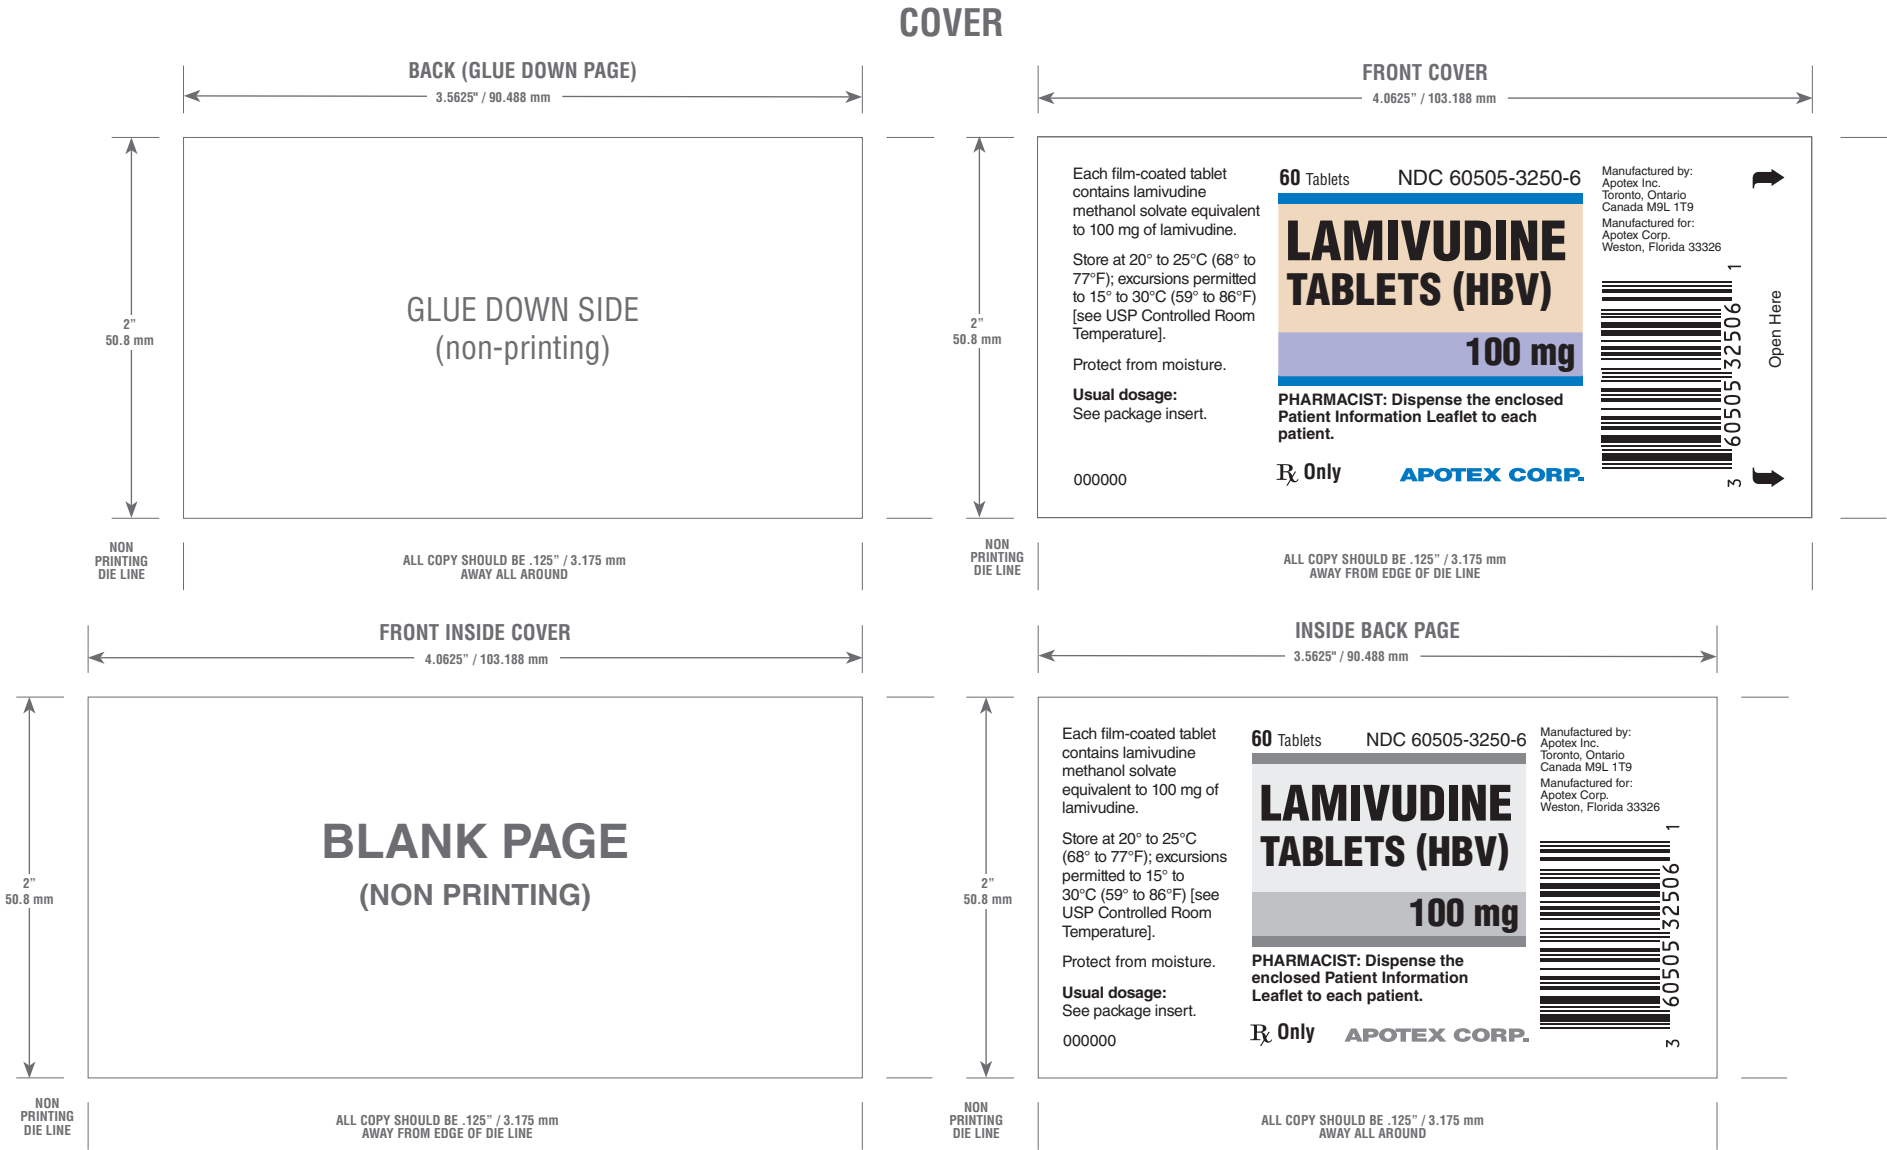 COVER
BACK (GLUE DOWN PAGE)
3.5625" / 90.488 mm
2”
50.8 mm
GLUE DOWN SIDE
(non-printing)
NON
PRINTING
DIE LINE
ALL COPY SHOULD BE .125” / 3.175 mm
AWAY ALL AROUND
FRONT COVER
4.0625” / 103.188 mm
2”
50.8 mm
Each film-coated tablet
contains lamivudine
methanol solvate equivalent
to 100 mg of lamivudine.
Store at 20° to 25°C (68° to
77°F); excursions permitted
to 15° to 30°C (59° to 86°F)
[see USP Controlled Room
Temperature].
Protect from moisture.
Usual dosage:
See package insert.
000000
60 Tablets NDC 60505-3250-6
LAMIVUDINE
TABLETS (HBV)
100 mg
PHARMACIST: Dispense the enclosed
Patient Information Leaflet to each
patient.
℞ Only APOTEX CORP.
Manufactured by:
Apotex Inc.
Toronto, Ontario
Canada M9L 1T9
Manufactured for:
Apotex Corp.
Weston, Florida 33326
3 60505 32506 1
Open Here
NON
PRINTING
DIE LINE
ALL COPY SHOULD BE .125” / 3.175 mm
AWAY FROM EDGE OF DIE LINE
FRONT INSIDE COVER
4.0625” / 103.188 mm
2”
50.8 mm
BLANK PAGE
(NON PRINTING)
NON
PRINTING
DIE LINE
ALL COPY SHOULD BE .125” / 3.175 mm
AWAY FROM EDGE OF DIE LINE
INSIDE BACK PAGE
3.5625" / 90.488 mm
2”
50.8 mm
Each film-coated tablet
contains lamivudine
methanol solvate
equivalent to 100 mg of
lamivudine.
Store at 20° to 25°C
(68° to 77°F); excursions
permitted to 15° to
30°C (59° to 86°F) [see
USP Controlled Room
Temperature].
Protect from moisture.
Usual dosage:
See package insert.
000000
60 Tablets NDC 60505-3250-6
LAMIVUDINE
TABLETS (HBV)
100 mg
PHARMACIST: Dispense the
enclosed Patient Information
Leaflet to each patient.
℞ Only APOTEX CORP.
Manufactured by:
Apotex Inc.
Toronto, Ontario
Canada M9L 1T9
Manufactured for:
Apotex Corp.
Weston, Florida 33326
3 60505 32506 1
NON
PRINTING
DIE LINE
ALL COPY SHOULD BE .125” / 3.175 mm
AWAY ALL AROUND